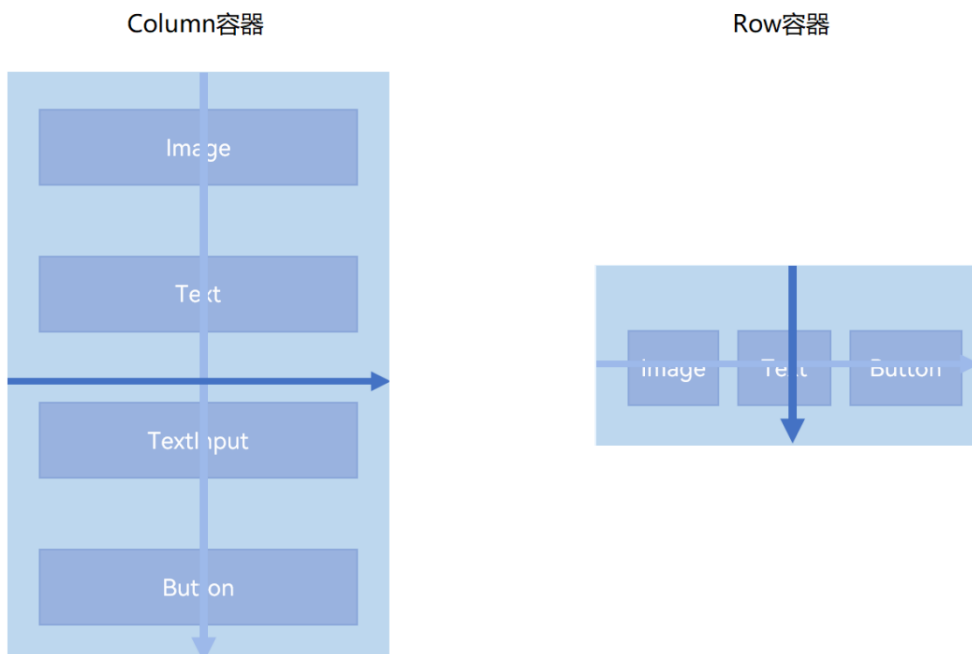 Column容器
Row容器
Image
Text
TextInput
Button
Image
Text
Button